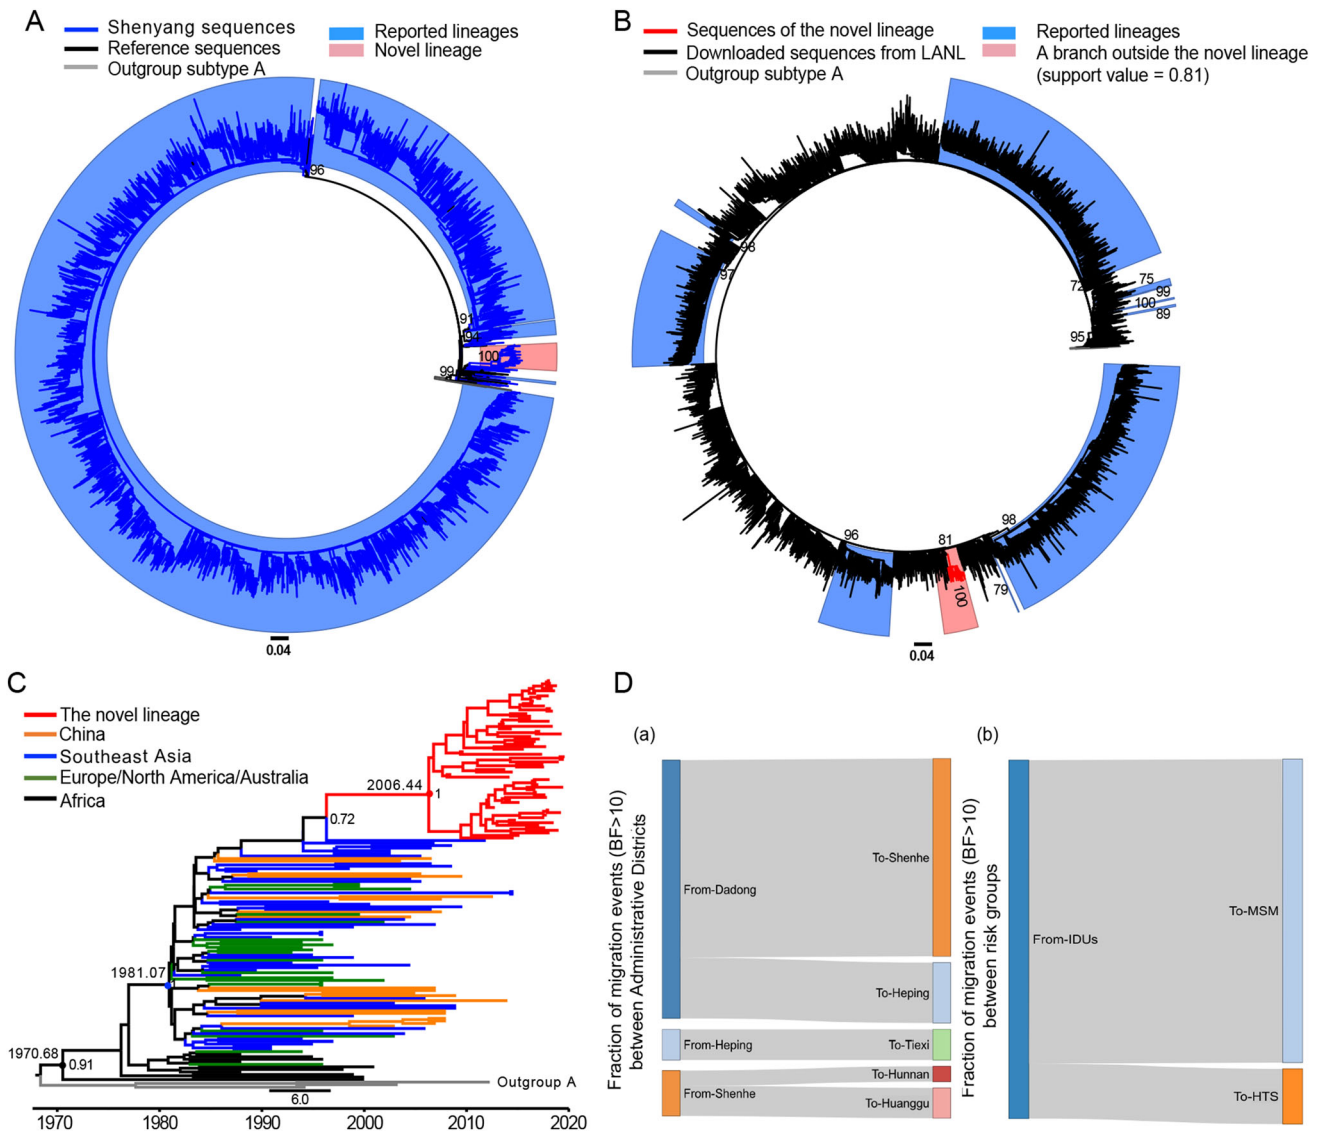 A
Shenyang sequences
Reference sequences
Outgroup subtype A
Reported lineages
Novel lineage
96
91
94
100
99
0.04
B
Sequences of the novel lineage
Downloaded sequences from LANL
Outgroup subtype A
Reported lineages
A branch outside the novel lineage
(support value = 0.81)
98
97
72
75
99
100
89
95
96
81
98
79
100
0.04
C
The novel lineage
China
Southeast Asia
Europe/North America/Australia
Africa
2006.44
1
0.72
1981.07
1970.68
0.91
Outgroup A
6.0
1970
1980
1990
2000
2010
2020
D
(a)
Fraction of migration events (BF>10)
between Administrative Districts
From-Dadong
From-Heping
From-Shenhe
To-Shenhe
To-Heping
To-Tiexi
To-Hunnan
To-Huanggu
(b)
Fraction of migration events (BF>10)
between risk groups
From-IDUs
To-MSM
To-HTS